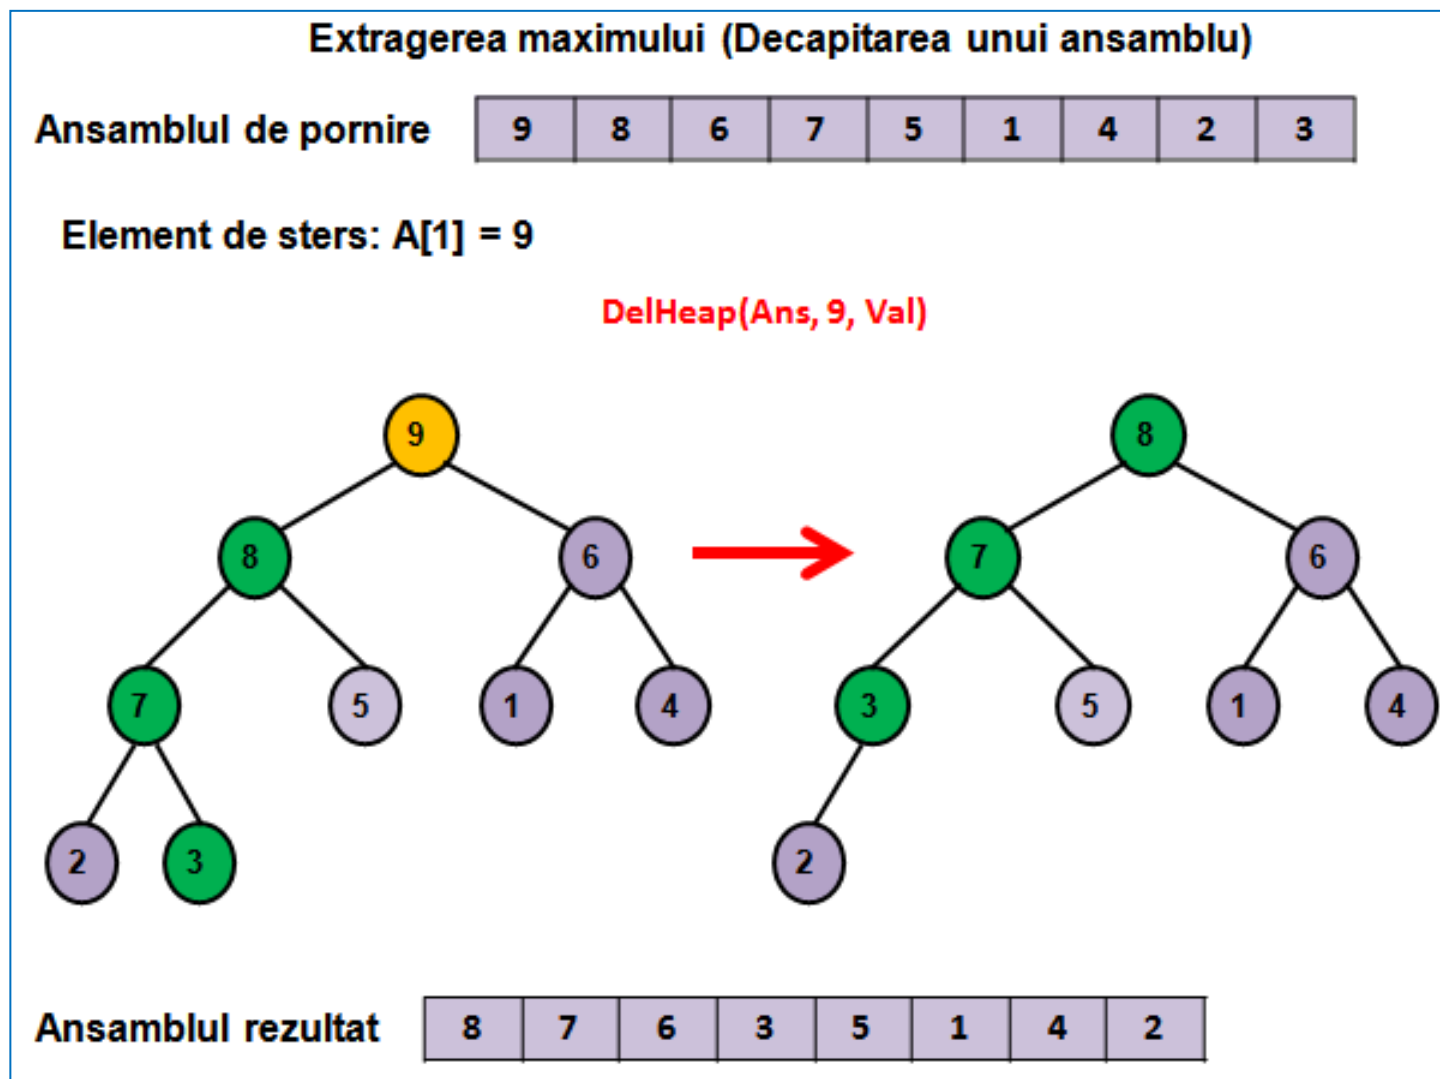 Extragerea maximului (Decapitarea unui ansamblu)
Ansamblul de pornire 9 8 6 7 5 1 4 2 3
Element de sters: A[1] = 9
DelHeap(Ans, 9, Val)
9 8
8 6 7 6
7 5 1 4 3 5 1 4
2 3 2
Ansamblul rezultat 8 7 6 3 5 1 4 2